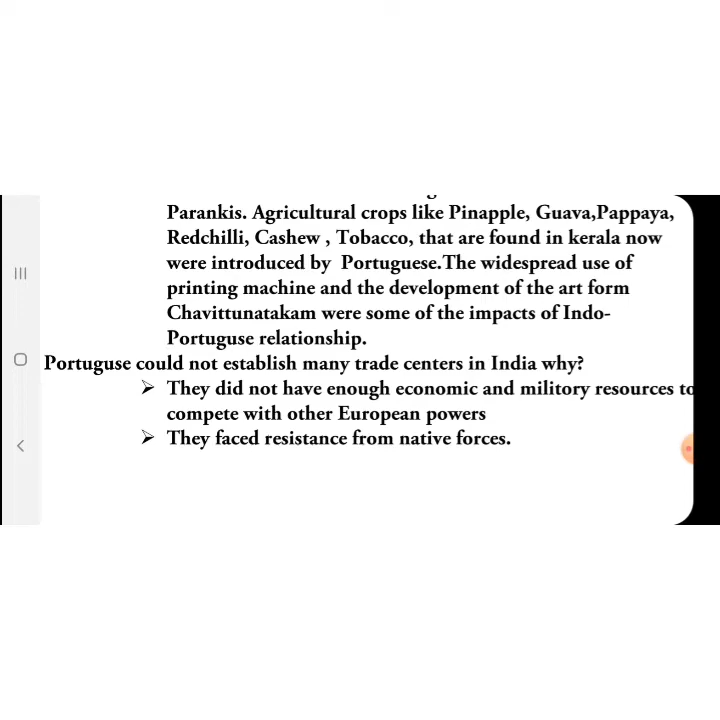 Parankis. Agricultural crops like Pinapple, Guava,Pappaya,
Redchilli, Cashew , Tobacco, that are found in kerala now
were introduced by Portuguese.The widespread use of
printing machine and the development of the art form
Chavittunatakam were some of the impacts of Indo-
Portuguse relationship.
Portuguse could not establish many trade centers in India why?
➢ They did not have enough economic and military resources to
compete with other European powers
➢ They faced resistance from native forces.